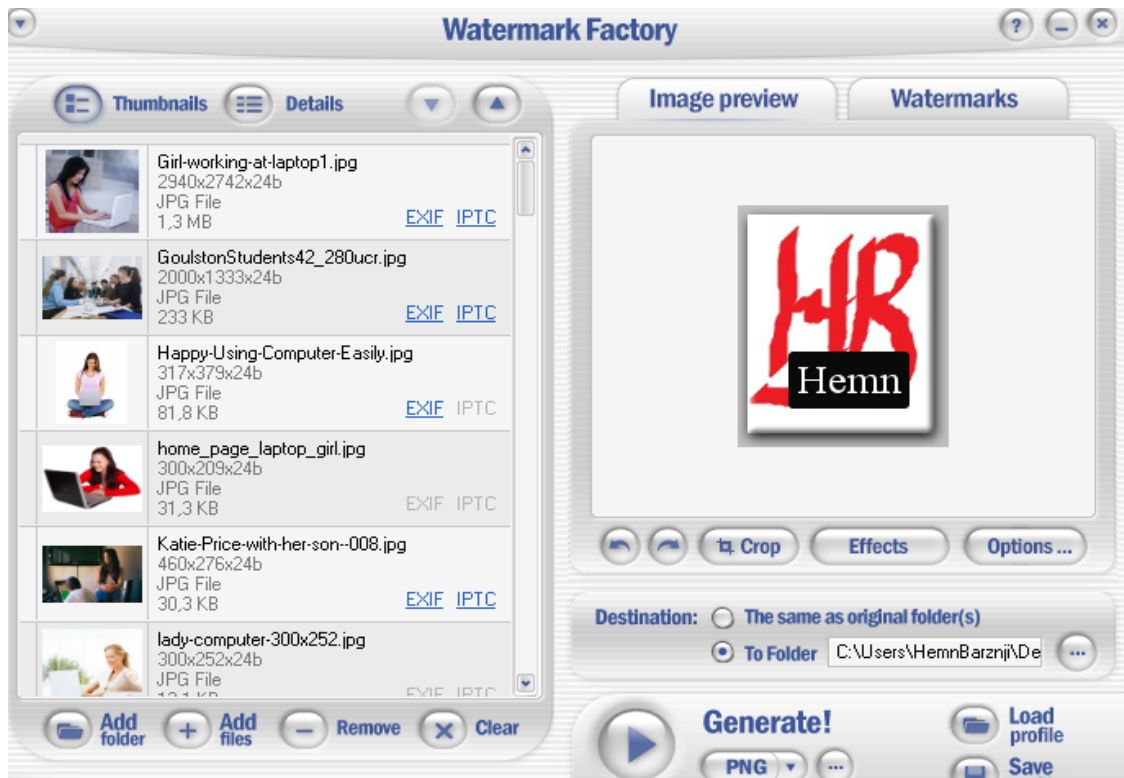 Watermark Factory
?
Thumbnails
Details
Girl-working-at-laptop1.jpg
2940x2742x24b
JPG File
1,3 MB
EXIF IPTC
GoulstonStudents42_280ucr.jpg
2000x1333x24b
JPG File
233 KB
EXIF IPTC
Happy-Using-Computer-Easily.jpg
317x379x24b
JPG File
81,8 KB
EXIF IPTC
home_page_laptop_girl.jpg
300x209x24b
JPG File
31,3 KB
EXIF IPTC
Katie-Price-with-her-son--008.jpg
460x276x24b
JPG File
30,3 KB
EXIF IPTC
lady-computer-300x252.jpg
300x252x24b
JPG File
EXIF IPTC
Add folder
Add files
Remove
Clear
Image preview
Watermarks
HR
Hemn
Crop
Effects
Options ...
Destination:
The same as original folder(s)
To Folder
C:\Users\HemnBarznji\De
...
Generate!
PNG
...
Load profile
Save